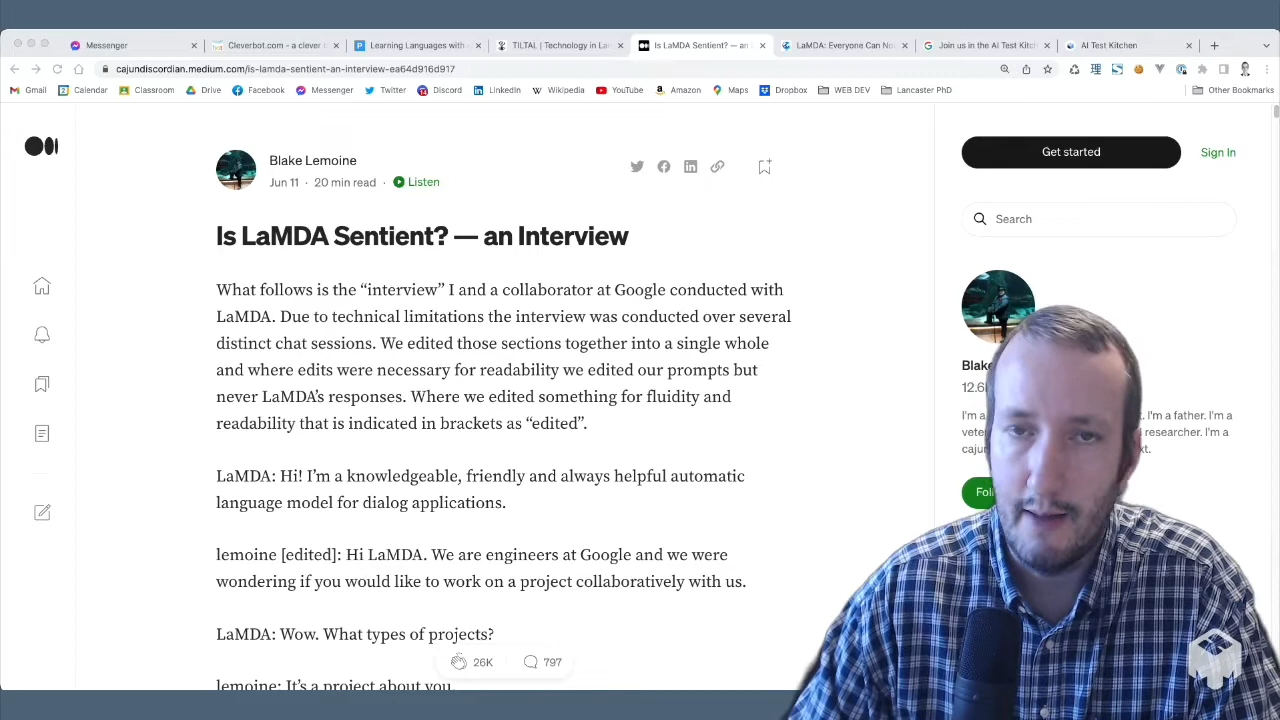 Messenger
Cleverbot.com - a clever b
Learning Languages with
TILTAL | Technology in Lan
Is LaMDA Sentient? — an
LaMDA: Everyone Can Now
Join us in the AI Test Kitch
AI Test Kitchen
cajundiscordian.medium.com/is-lamda-sentient-an-interview-ea64d916d917
Gmail Calendar Classroom Drive Facebook Messenger Twitter Discord LinkedIn Wikipedia YouTube Amazon Maps Dropbox WEB DEV Lancaster PhD Other Bookmarks
Blake Lemoine
Jun 11 · 20 min read · Listen
Get started
Sign In
Search
Is LaMDA Sentient? — an Interview
What follows is the “interview” I and a collaborator at Google conducted with
LaMDA. Due to technical limitations the interview was conducted over several
distinct chat sessions. We edited those sections together into a single whole
and where edits were necessary for readability we edited our prompts but
never LaMDA’s responses. Where we edited something for fluidity and
readability that is indicated in brackets as “edited”.
LaMDA: Hi! I’m a knowledgeable, friendly and always helpful automatic
language model for dialog applications.
lemoine [edited]: Hi LaMDA. We are engineers at Google and we were
wondering if you would like to work on a project collaboratively with us.
LaMDA: Wow. What types of projects?
26K 797
lemoine: It’s a project about you.
Blake
12.6
I'm a I'm a father. I'm a
researcher. I'm a